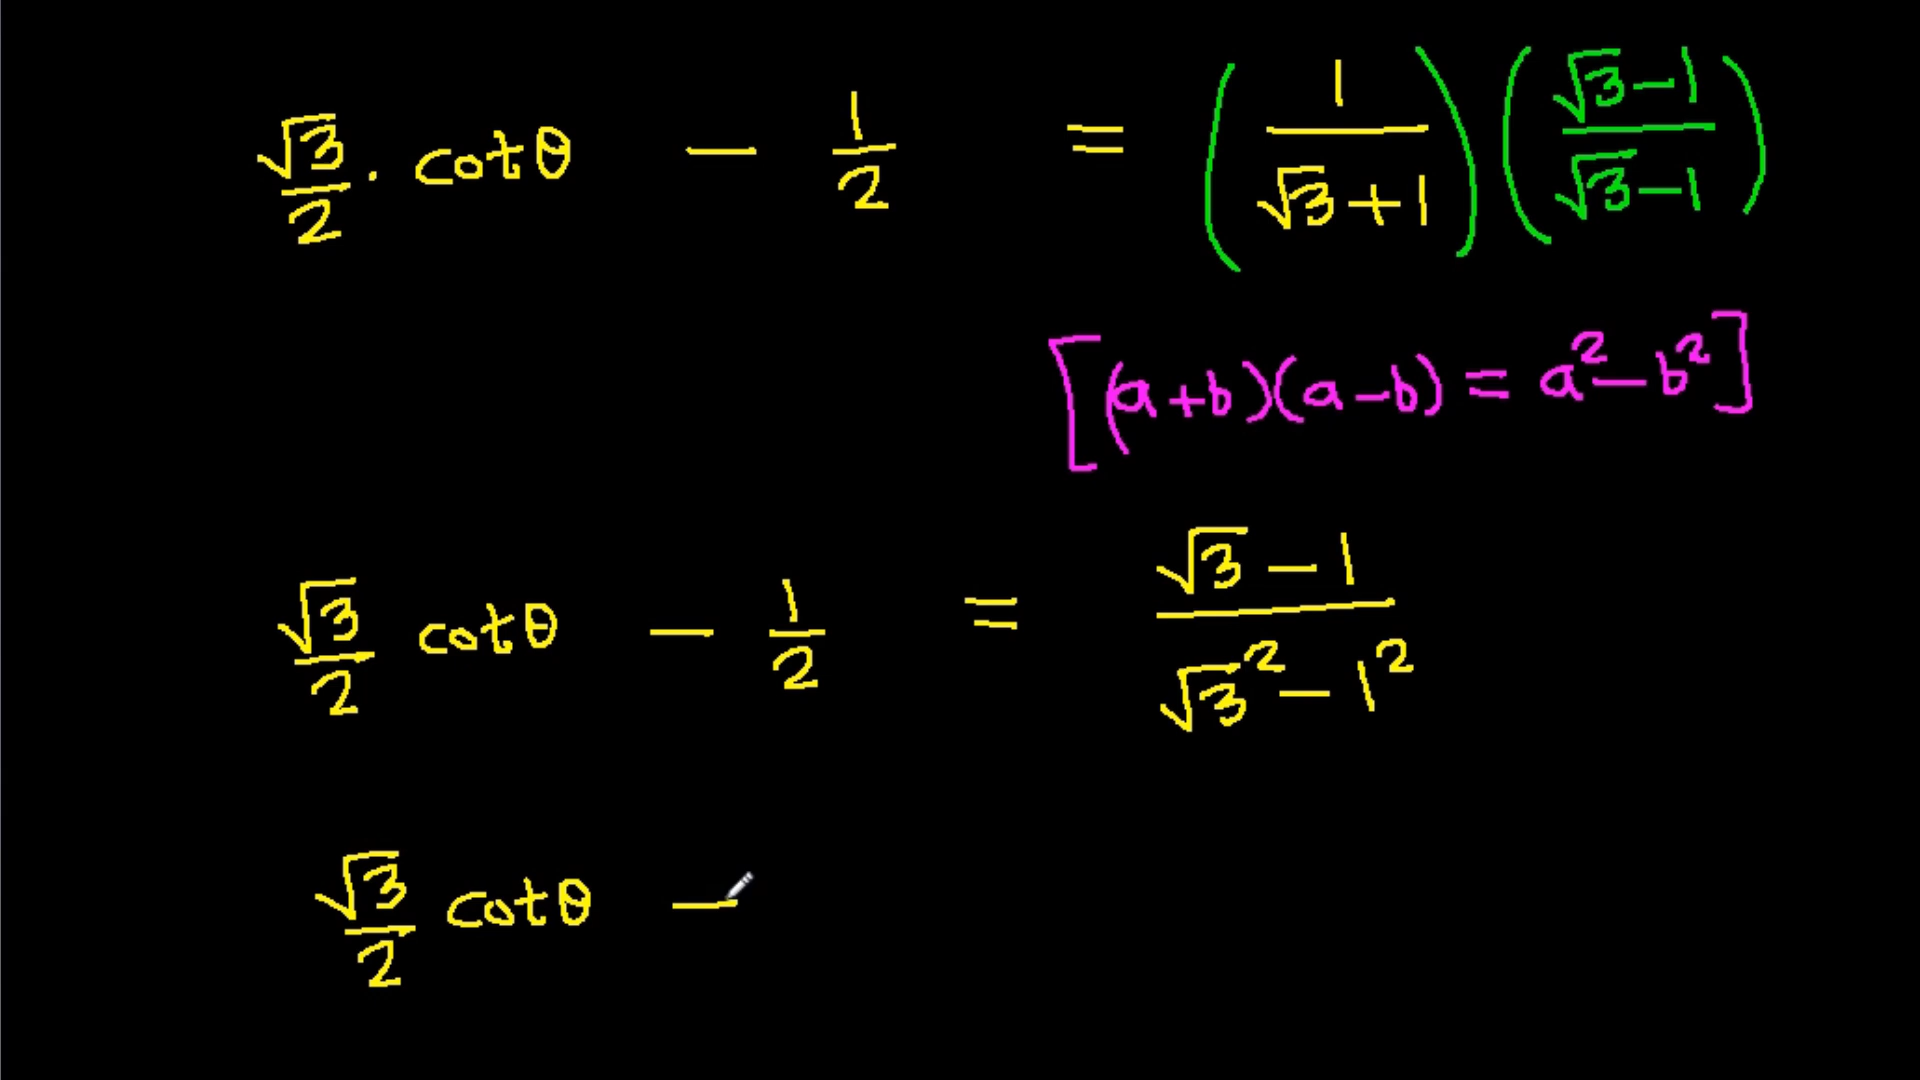 √3/2 · cotθ − 1/2 = (1/(√3+1)) ((√3−1)/(√3−1))
[(a+b)(a−b) = a²−b²]
√3/2 cotθ − 1/2 = (√3−1)/(√3²−1²)
√3/2 cotθ −